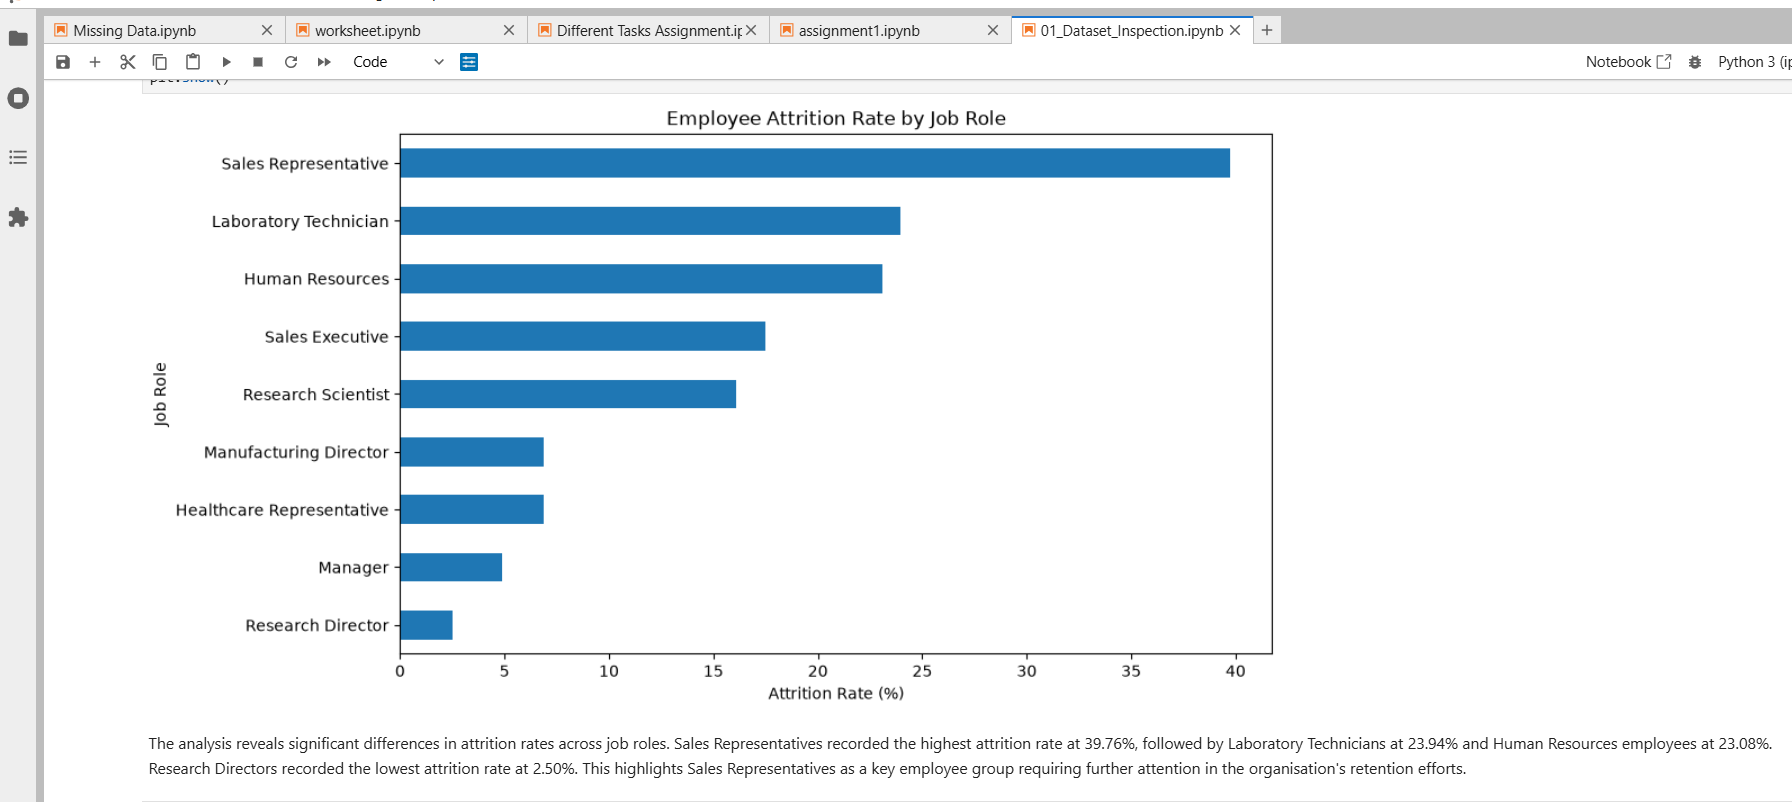 Missing Data.ipynb
worksheet.ipynb
Different Tasks Assignment.ip
assignment1.ipynb
01_Dataset_Inspection.ipynb
Code
Notebook
Python 3 (ip
Employee Attrition Rate by Job Role
Sales Representative
Laboratory Technician
Human Resources
Sales Executive
Research Scientist
Job Role
Manufacturing Director
Healthcare Representative
Manager
Research Director
0 5 10 15 20 25 30 35 40
Attrition Rate (%)
The analysis reveals significant differences in attrition rates across job roles. Sales Representatives recorded the highest attrition rate at 39.76%, followed by Laboratory Technicians at 23.94% and Human Resources employees at 23.08%.
Research Directors recorded the lowest attrition rate at 2.50%. This highlights Sales Representatives as a key employee group requiring further attention in the organisation's retention efforts.